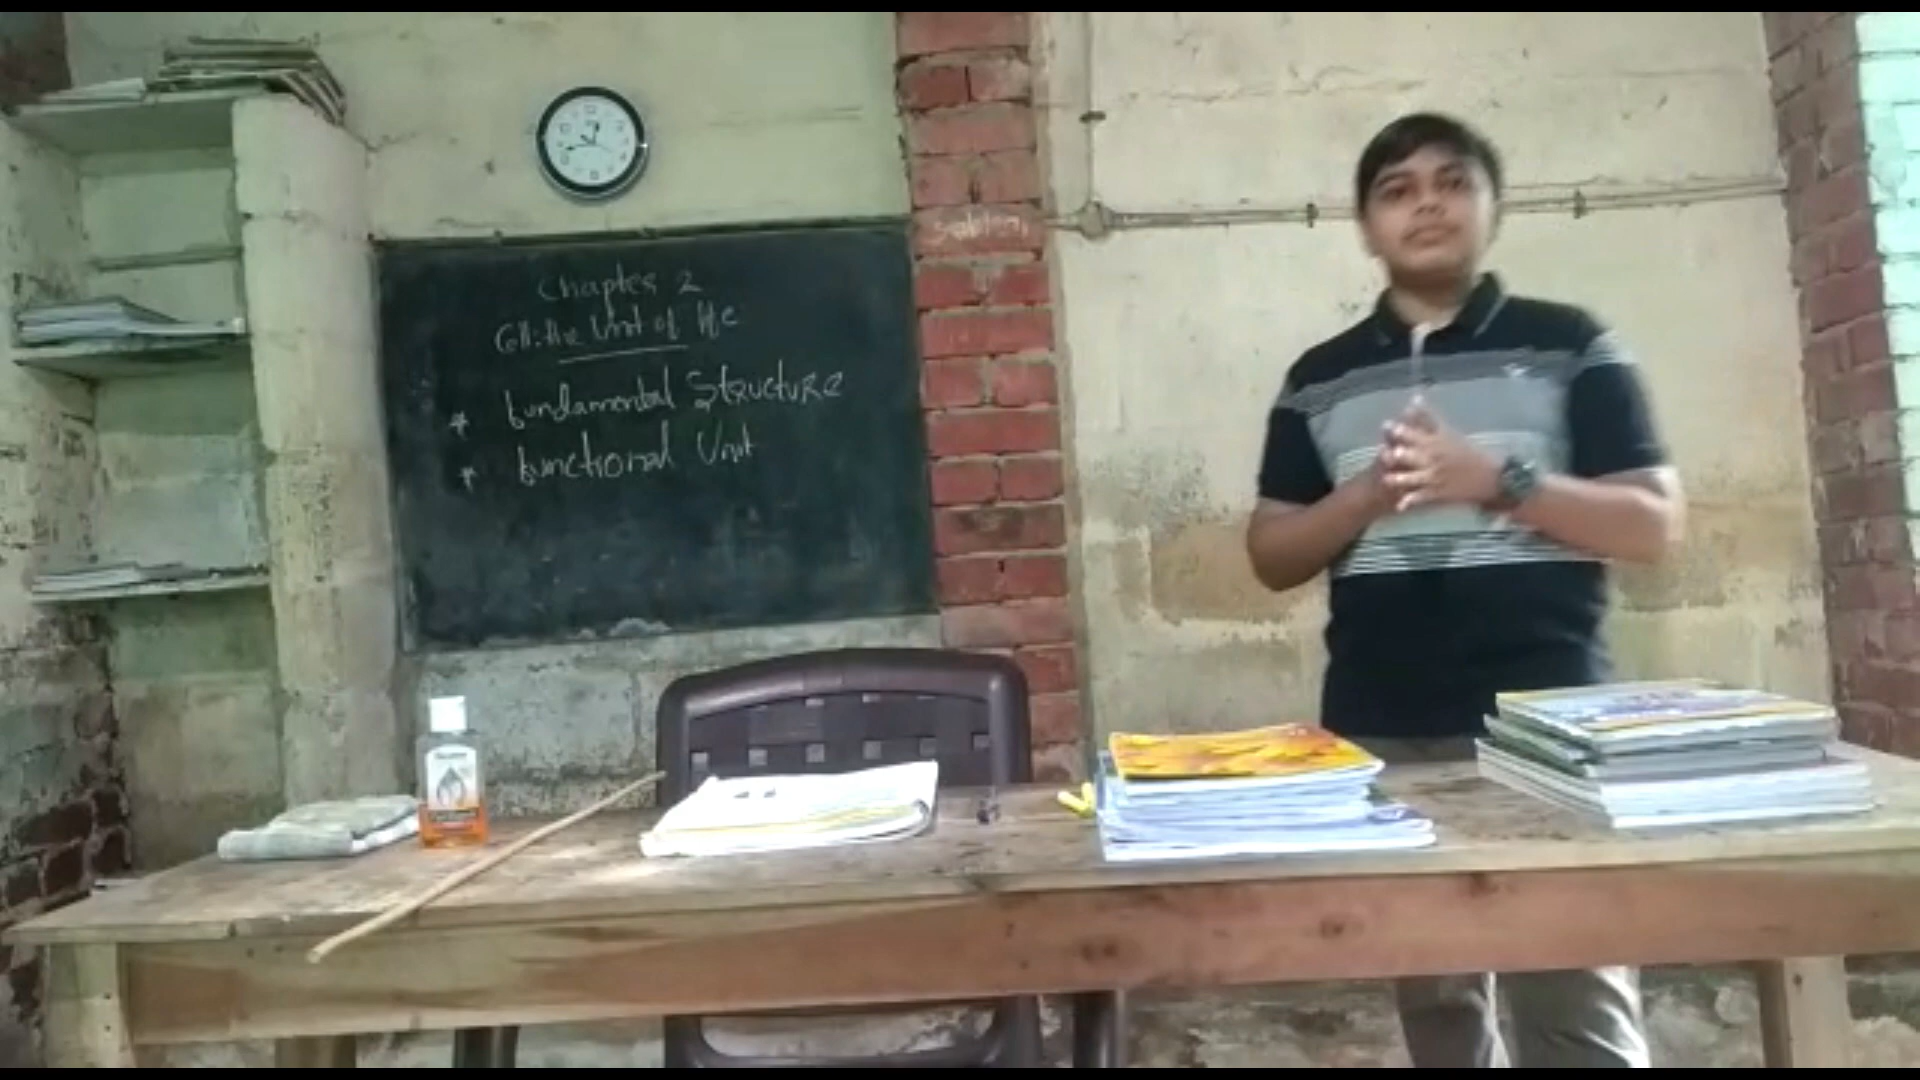 Chapter 2
Cell: the Unit of life
* fundamental Structure
* functional Unit